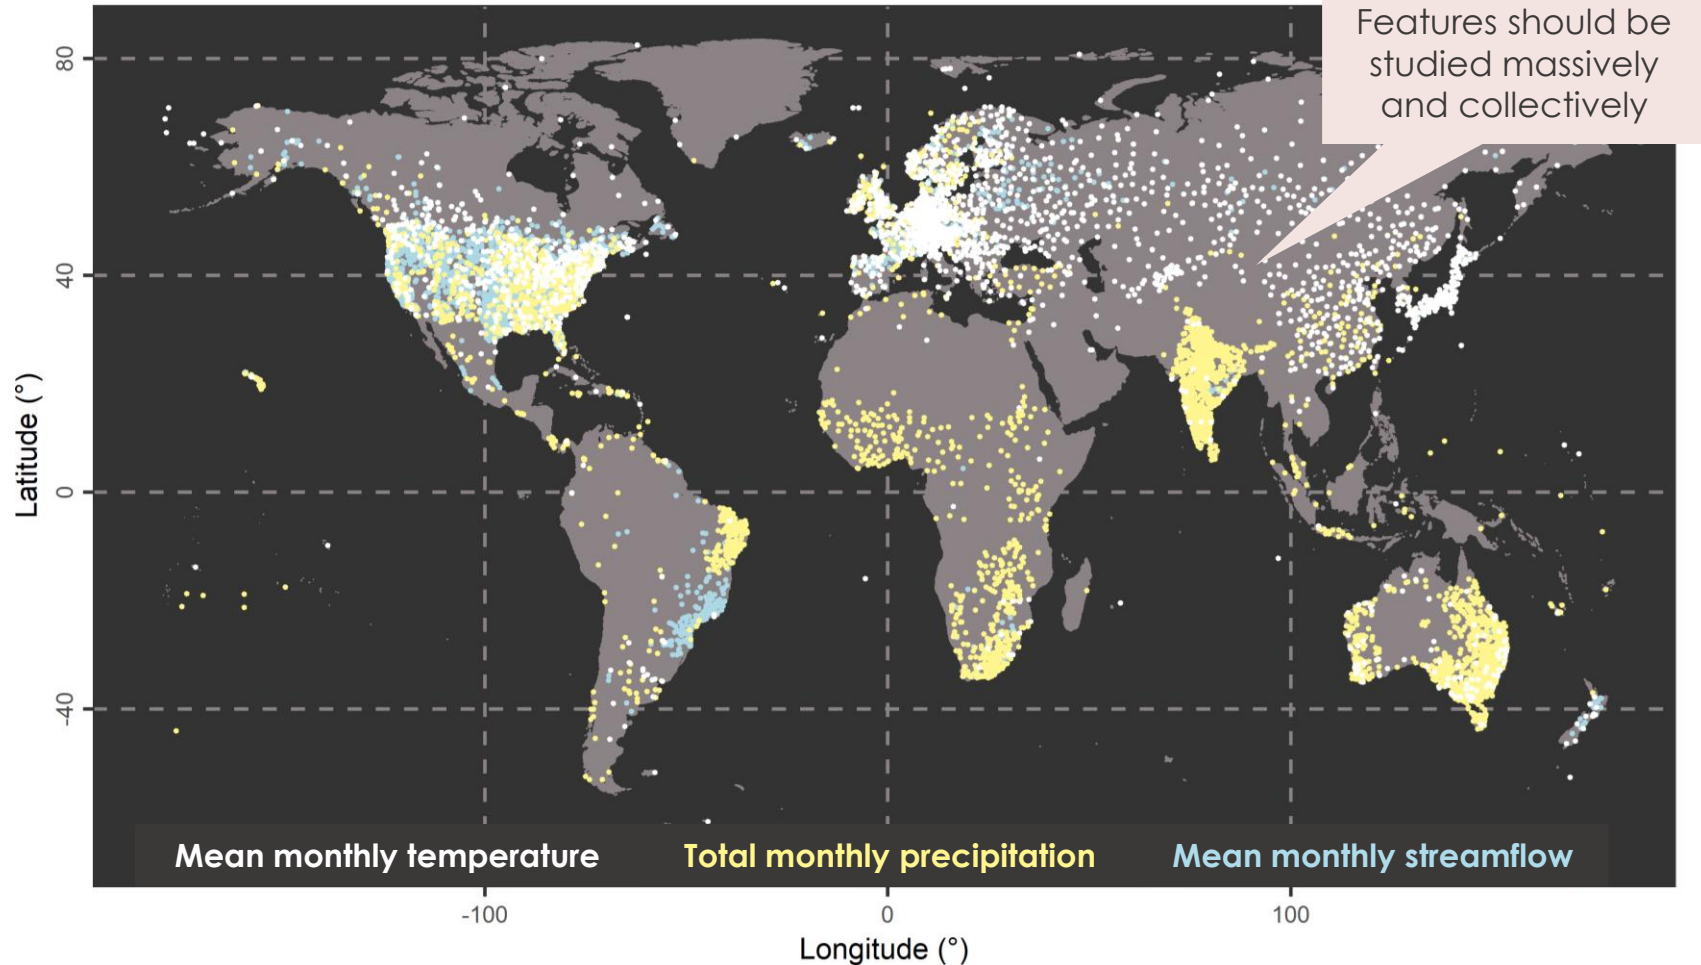 Features should be
studied massively
and collectively
80
40
0
-40
Latitude (°)
Mean monthly temperature Total monthly precipitation Mean monthly streamflow
-100 0 100
Longitude (°)